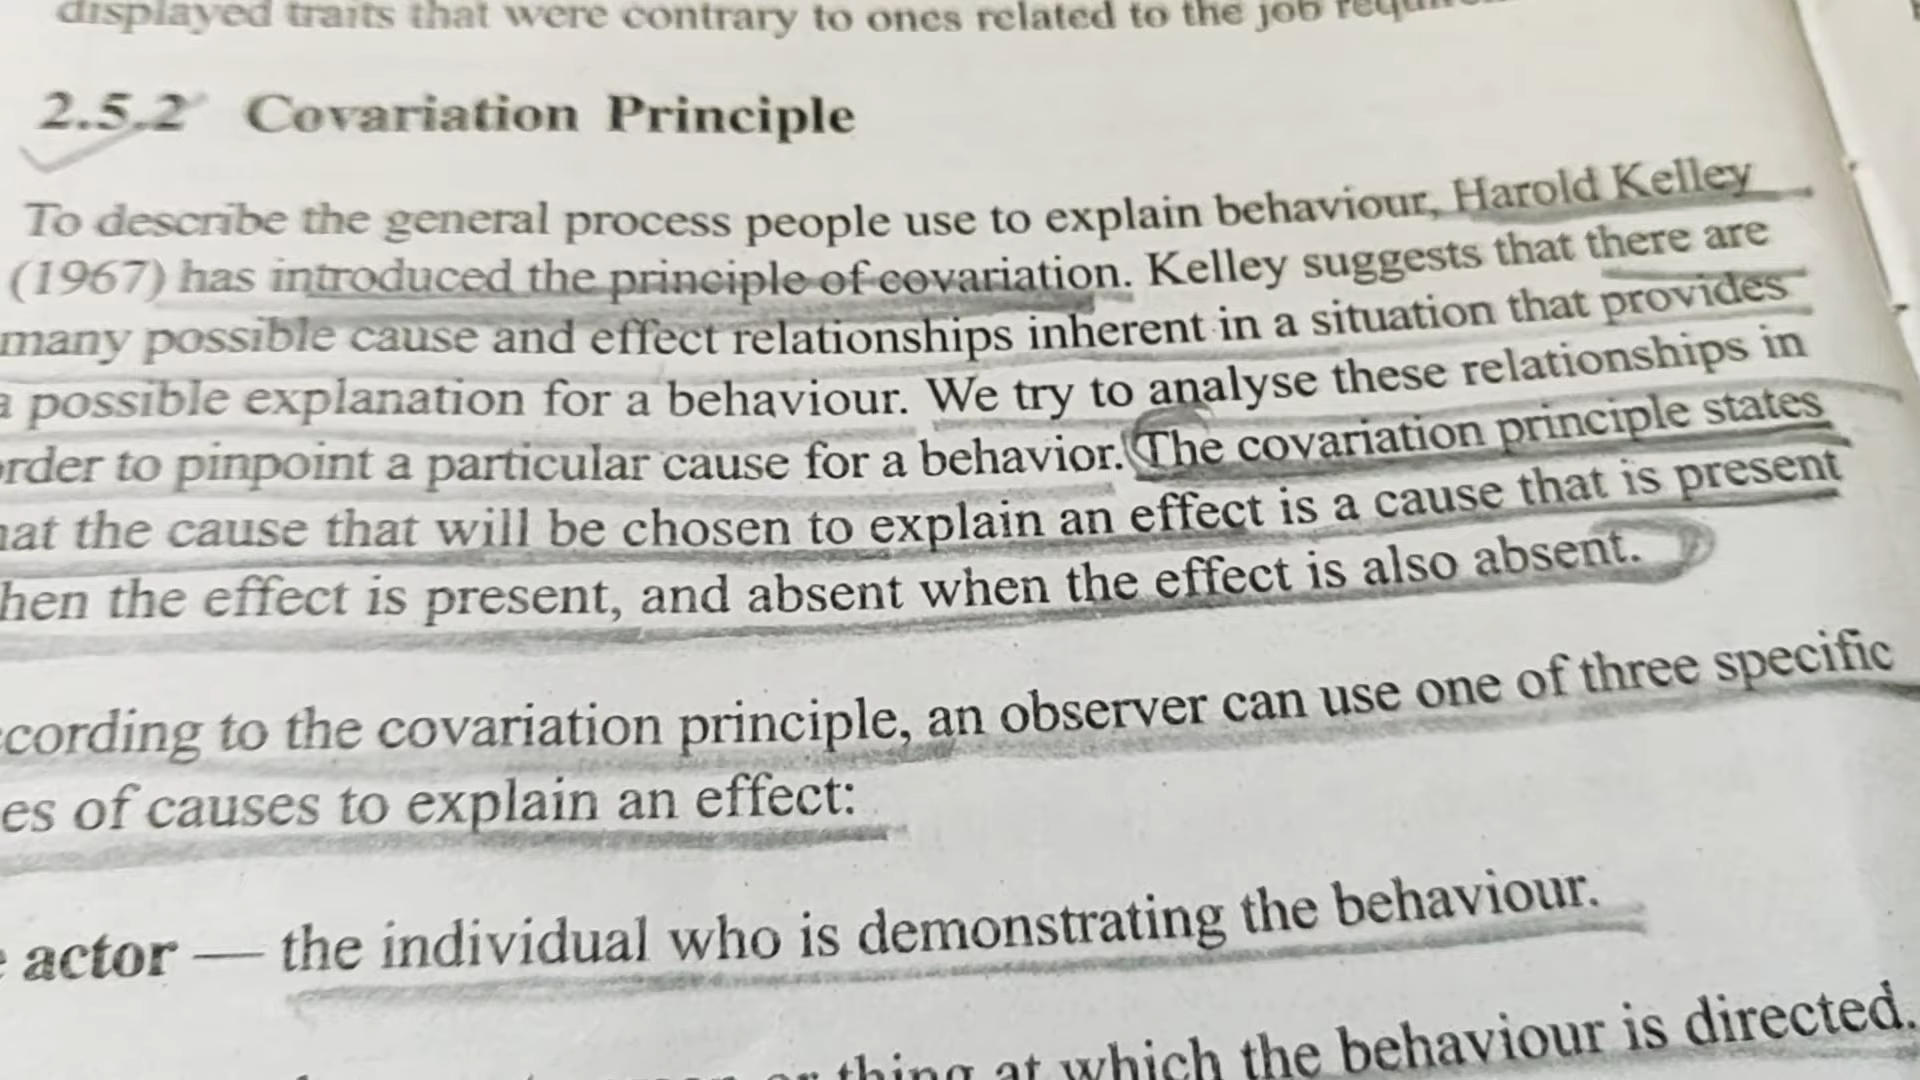 displayed traits that were contrary to ones related to the job
2.5.2 Covariation Principle
To describe the general process people use to explain behaviour, Harold Kelley
(1967) has introduced the principle of covariation. Kelley suggests that there are
many possible cause and effect relationships inherent in a situation that provides
a possible explanation for a behaviour. We try to analyse these relationships in
rder to pinpoint a particular cause for a behavior. The covariation principle states
hat the cause that will be chosen to explain an effect is a cause that is present
hen the effect is present, and absent when the effect is also absent.
cording to the covariation principle, an observer can use one of three specific
es of causes to explain an effect:
actor — the individual who is demonstrating the behaviour.
or thing at which the behaviour is directed.